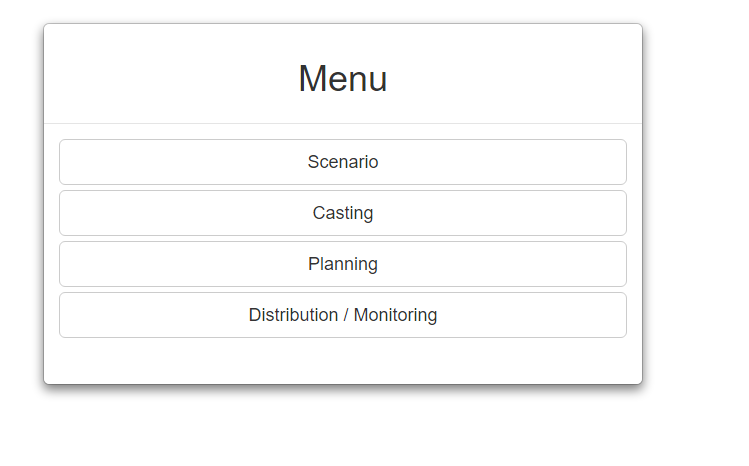 Menu
Scenario
Casting
Planning
Distribution / Monitoring